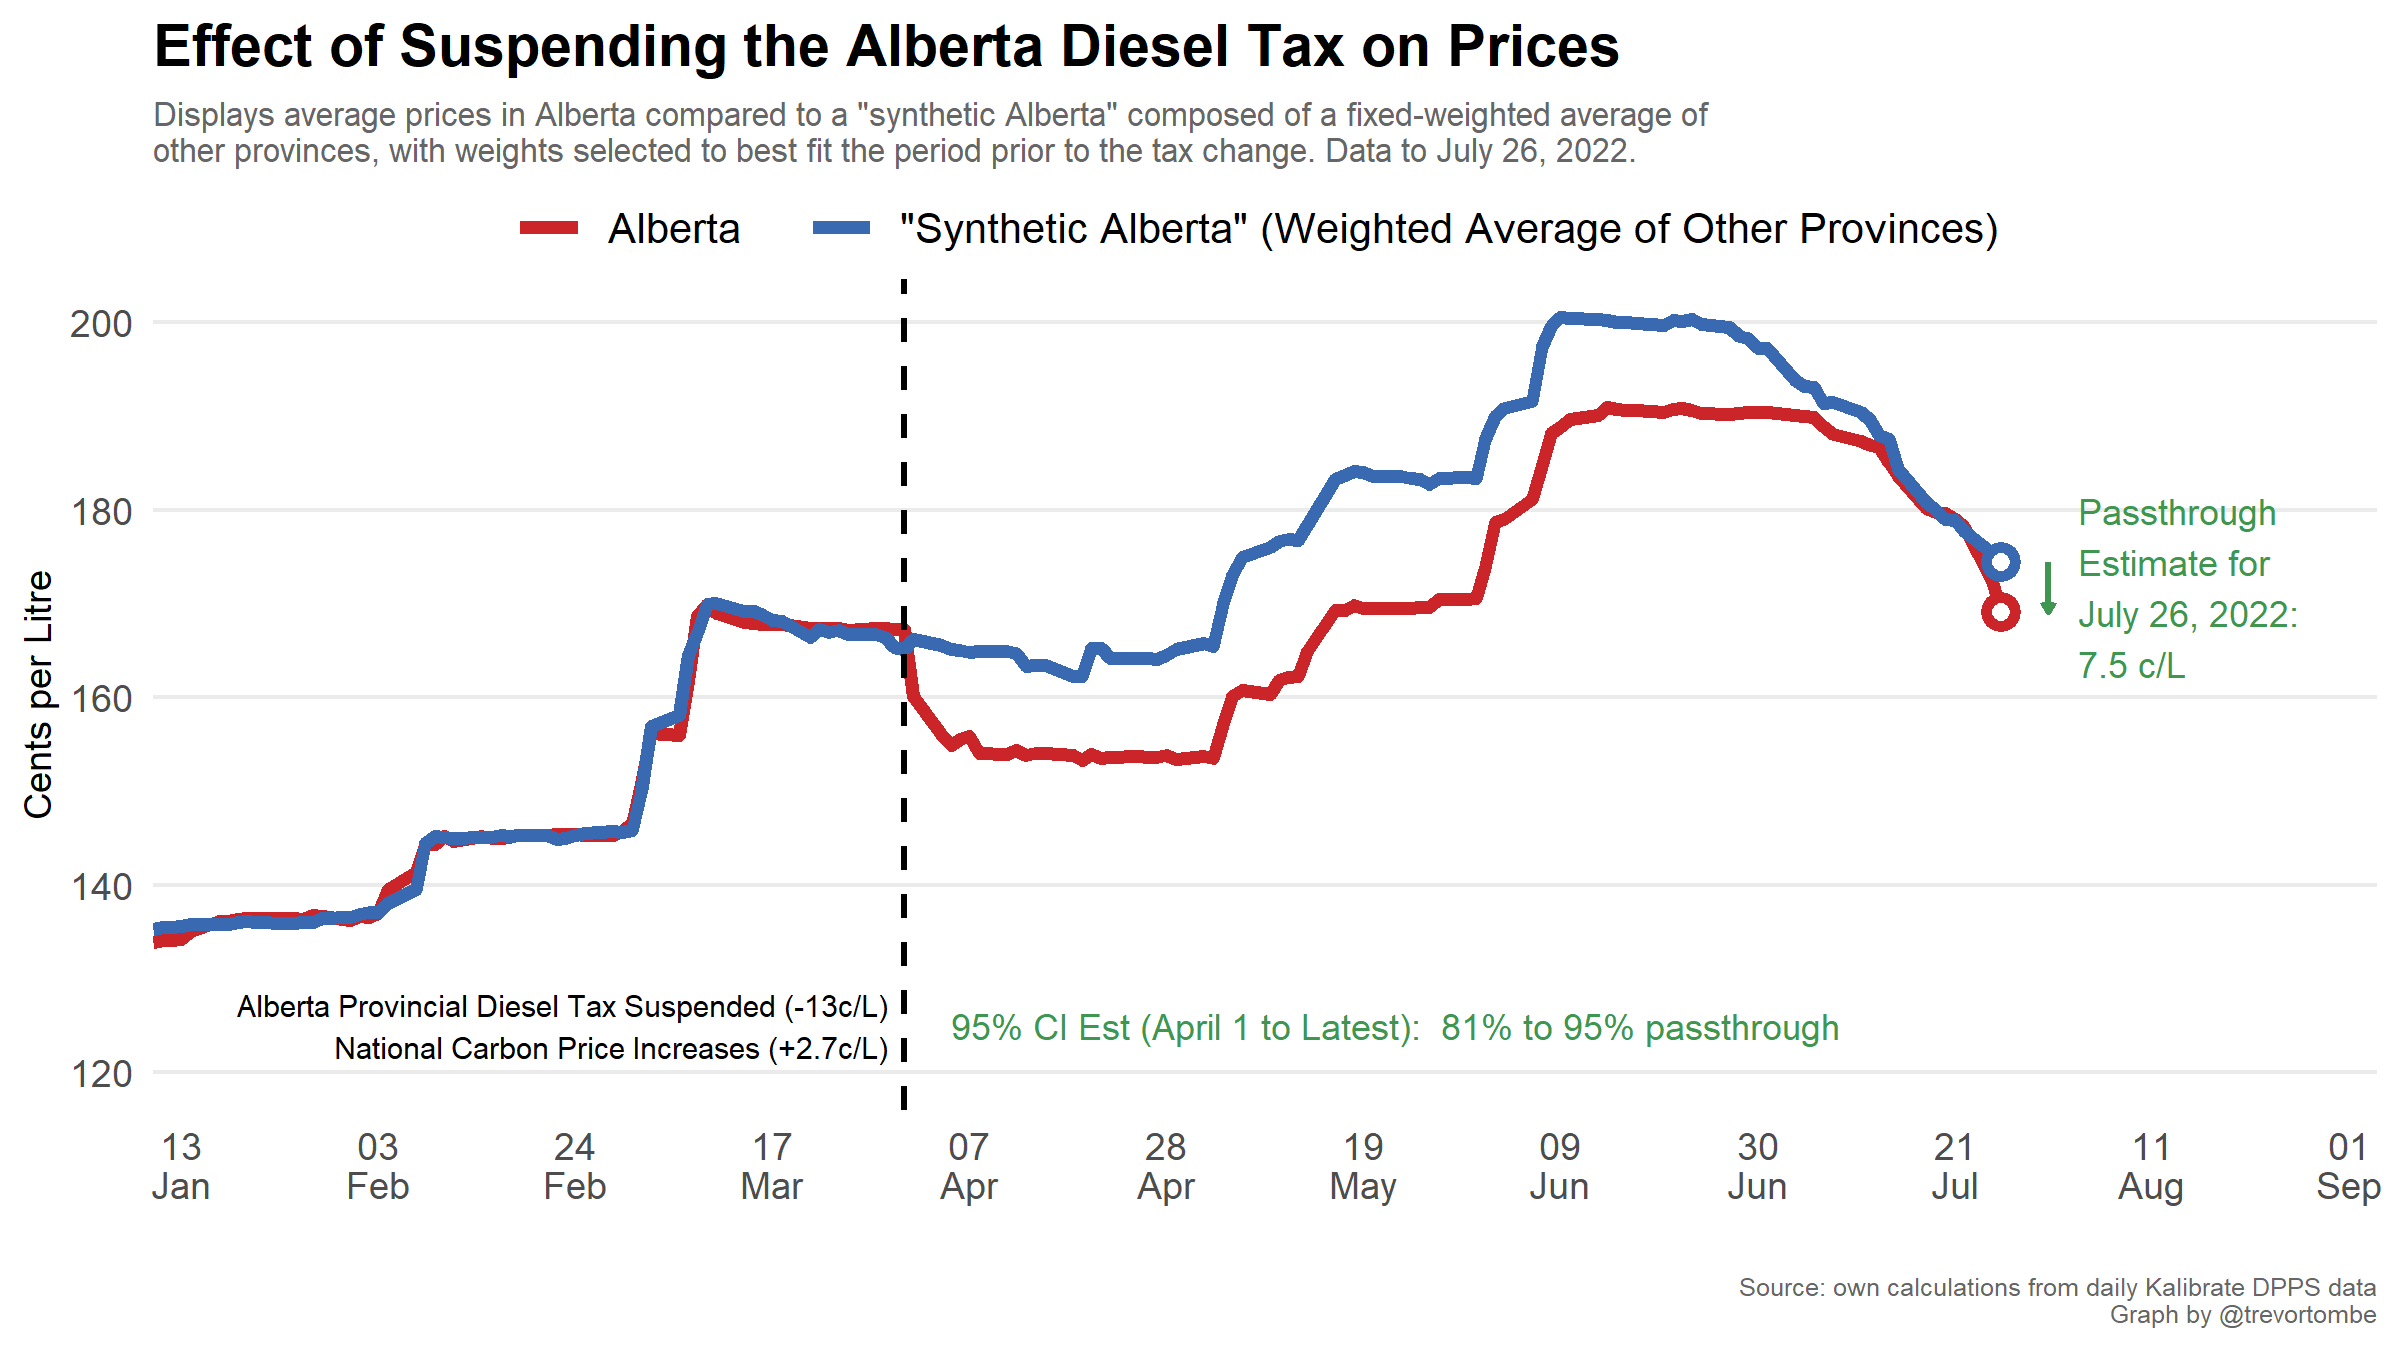 Effect of Suspending the Alberta Diesel Tax on Prices
Displays average prices in Alberta compared to a "synthetic Alberta" composed of a fixed-weighted average of
other provinces, with weights selected to best fit the period prior to the tax change. Data to July 26, 2022.
Alberta
"Synthetic Alberta" (Weighted Average of Other Provinces)
Cents per Litre
200
180
160
140
120
Passthrough
Estimate for
July 26, 2022:
7.5 c/L
Alberta Provincial Diesel Tax Suspended (-13c/L)
National Carbon Price Increases (+2.7c/L)
95% CI Est (April 1 to Latest):  81% to 95% passthrough
13 03 24 17 07 28 19 09 30 21 11 01
Jan Feb Feb Mar Apr Apr May Jun Jun Jul Aug Sep
Source: own calculations from daily Kalibrate DPPS data
Graph by @trevortombe